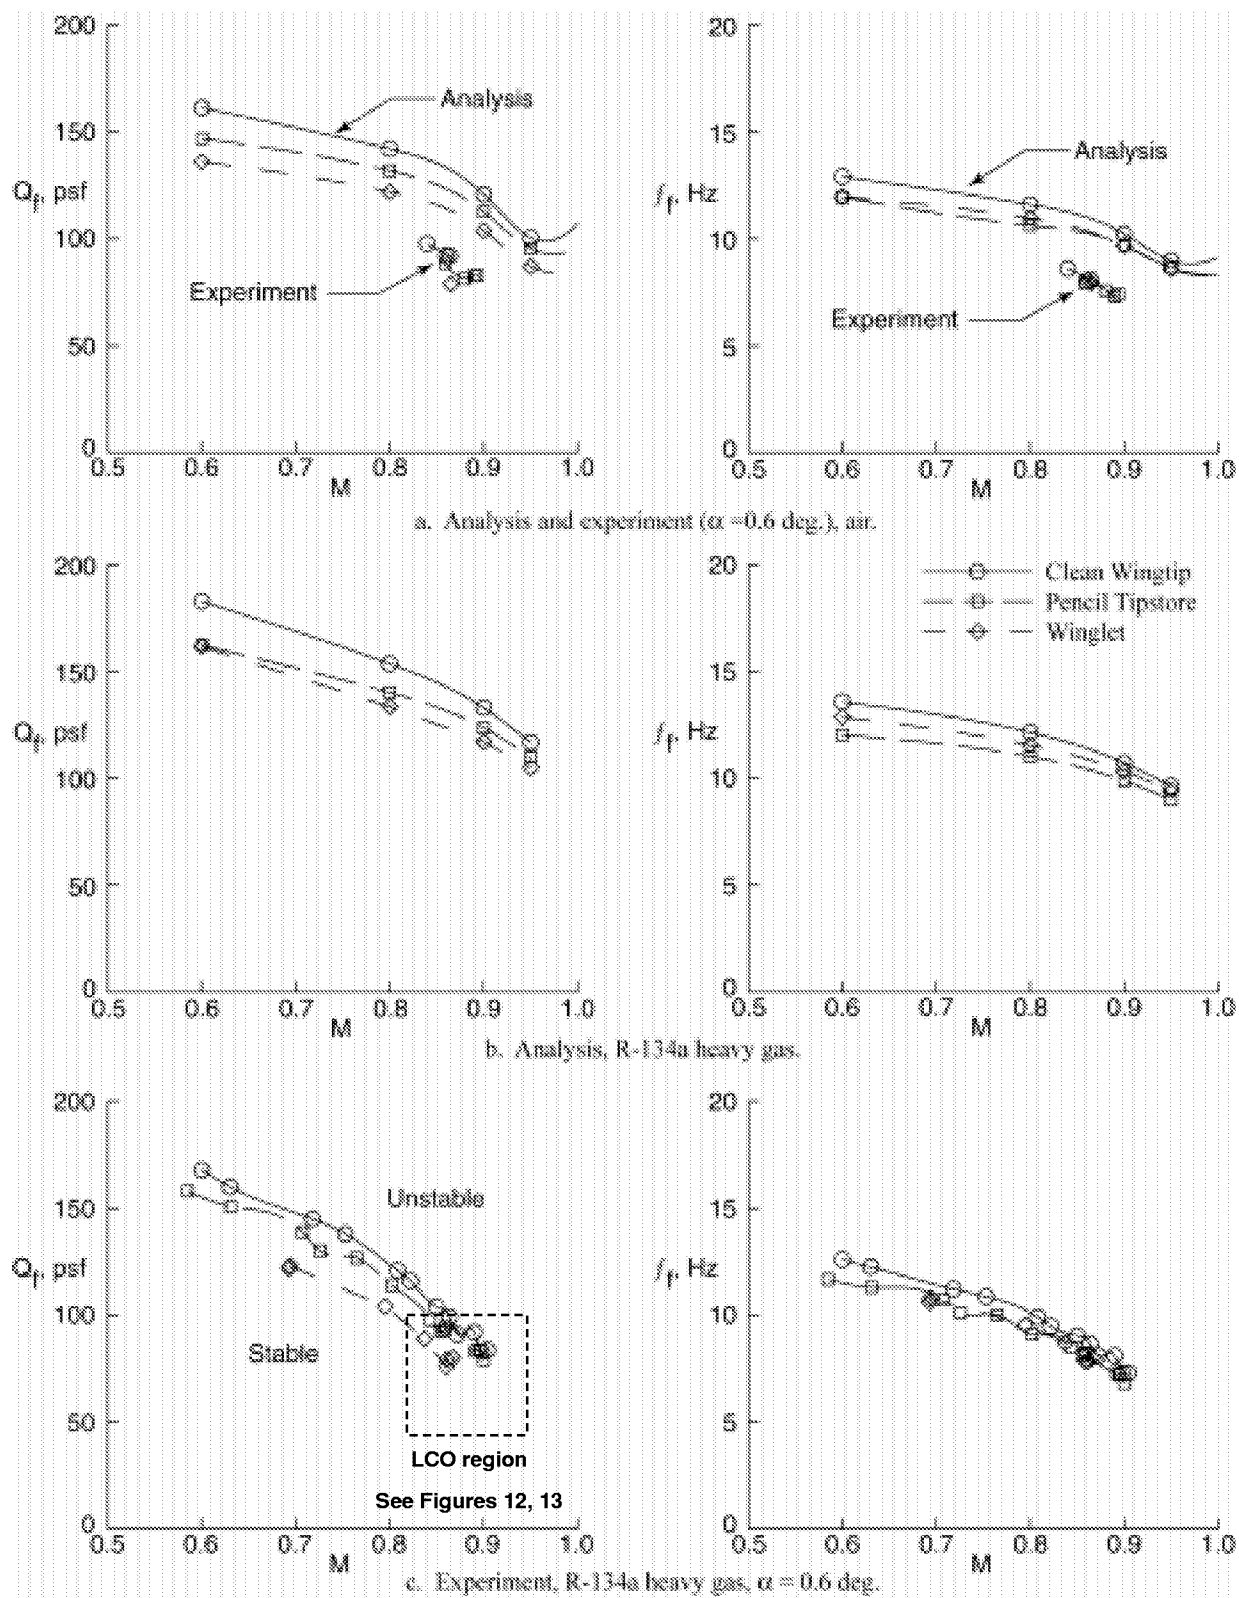 200
150
100
50
0
Q_f, psf
Analysis
Experiment
0.5 0.6 0.7 0.8 0.9 1.0
M
20
15
10
5
0
f_f, Hz
Analysis
Experiment
0.5 0.6 0.7 0.8 0.9 1.0
M
a. Analysis and experiment (α =0.6 deg.), air.
200
150
100
50
0
Q_f, psf
0.5 0.6 0.7 0.8 0.9 1.0
M
20
15
10
5
0
f_f, Hz
Clean Wingtip
Pencil Tipstore
Winglet
0.5 0.6 0.7 0.8 0.9 1.0
M
b. Analysis, R-134a heavy gas.
200
150
100
50
0
Q_f, psf
Unstable
Stable
LCO region
See Figures 12, 13
0.5 0.6 0.7 0.8 0.9 1.0
M
20
15
10
5
0
f_f, Hz
0.5 0.6 0.7 0.8 0.9 1.0
M
c. Experiment, R-134a heavy gas, α = 0.6 deg.